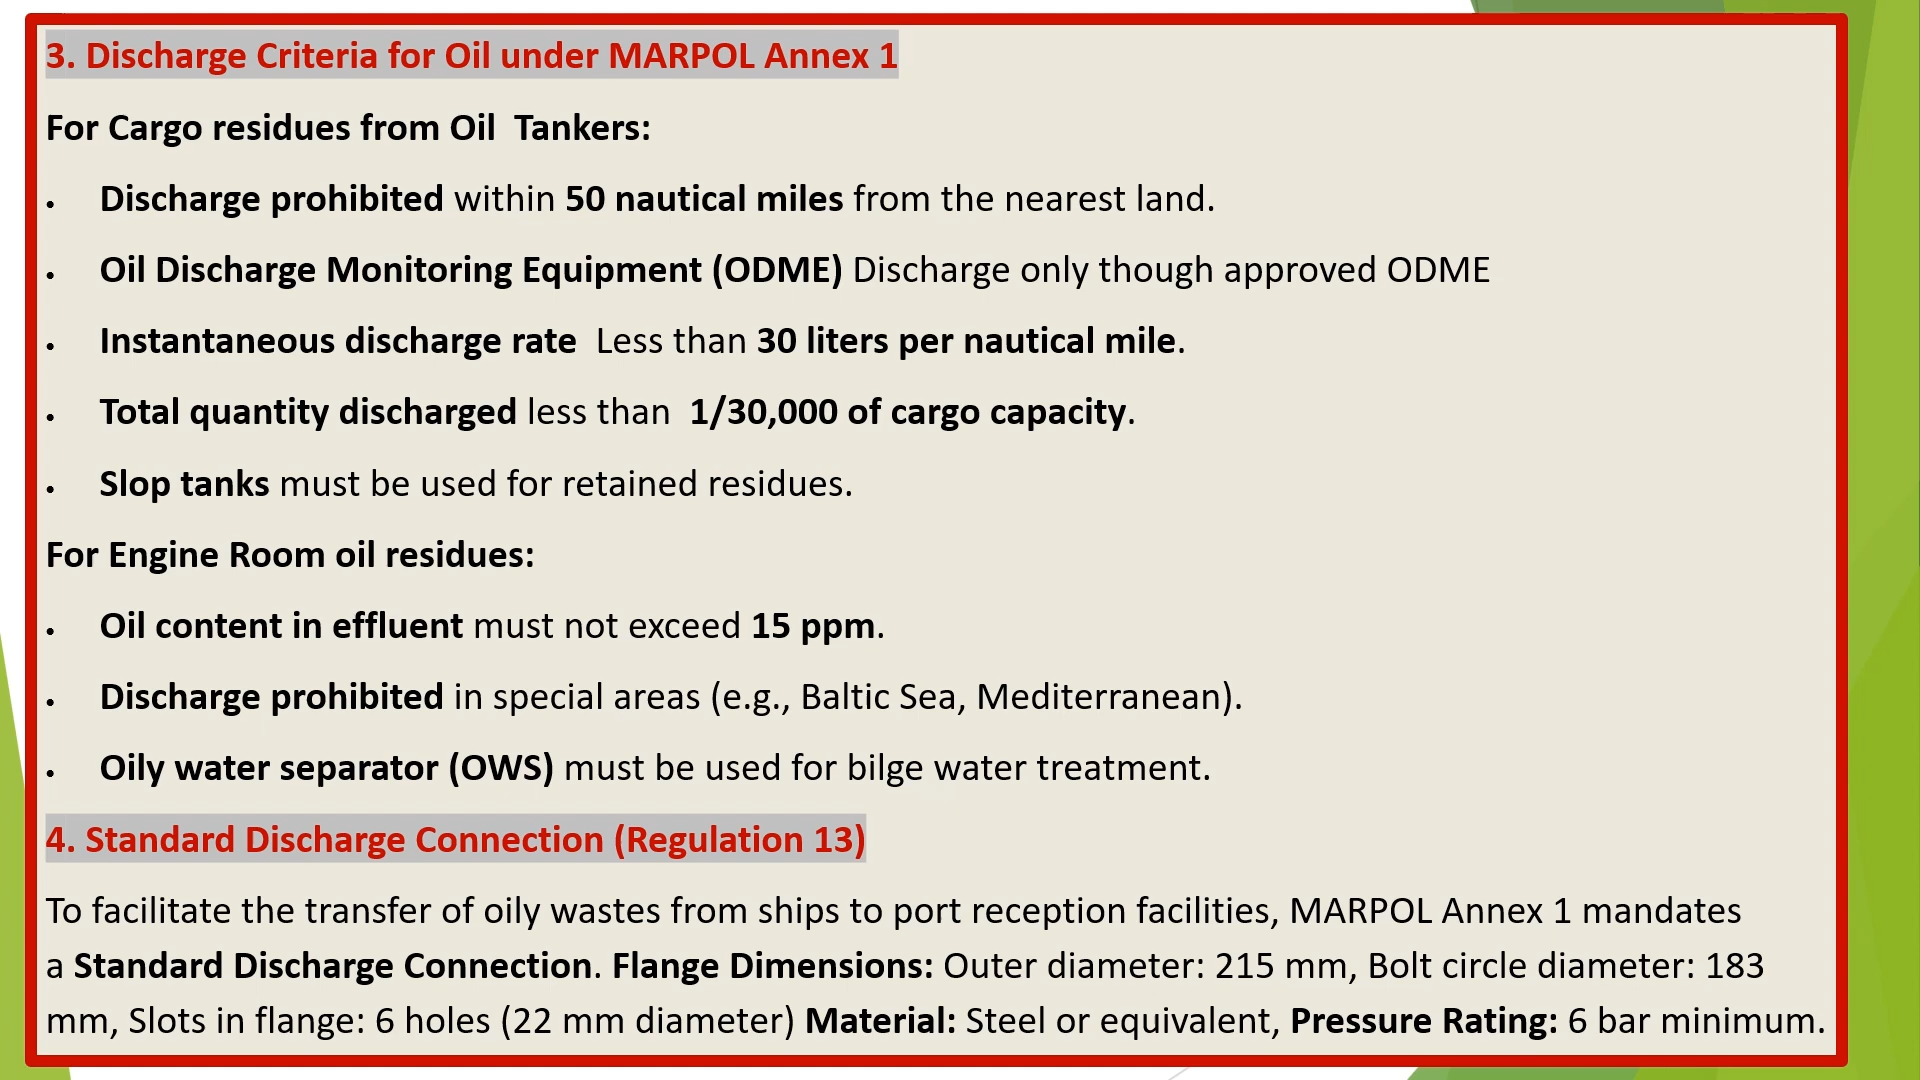 3. Discharge Criteria for Oil under MARPOL Annex 1
For Cargo residues from Oil  Tankers:
• Discharge prohibited within 50 nautical miles from the nearest land.
• Oil Discharge Monitoring Equipment (ODME) Discharge only though approved ODME
• Instantaneous discharge rate  Less than 30 liters per nautical mile.
• Total quantity discharged less than  1/30,000 of cargo capacity.
• Slop tanks must be used for retained residues.
For Engine Room oil residues:
• Oil content in effluent must not exceed 15 ppm.
• Discharge prohibited in special areas (e.g., Baltic Sea, Mediterranean).
• Oily water separator (OWS) must be used for bilge water treatment.
4. Standard Discharge Connection (Regulation 13)
To facilitate the transfer of oily wastes from ships to port reception facilities, MARPOL Annex 1 mandates
a Standard Discharge Connection. Flange Dimensions: Outer diameter: 215 mm, Bolt circle diameter: 183
mm, Slots in flange: 6 holes (22 mm diameter) Material: Steel or equivalent, Pressure Rating: 6 bar minimum.